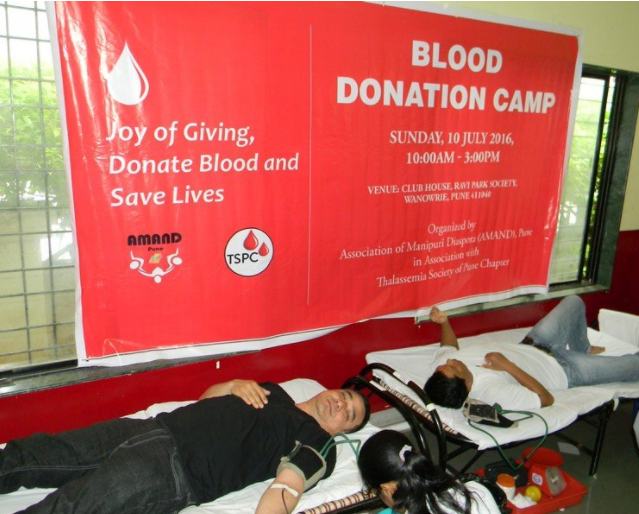 Joy of Giving,
Donate Blood and
Save Lives
AMAND
Pune
TSPC
BLOOD
DONATION CAMP
SUNDAY, 10 JULY 2016,
10:00AM - 3:00PM
VENUE: CLUB HOUSE, RAVI PARK SOCIETY,
WANOWRIE, PUNE 411040
Organized by
Association of Manipuri Diaspora (AMAND), Pune
in Association with
Thalassemia Society of Pune Chapter